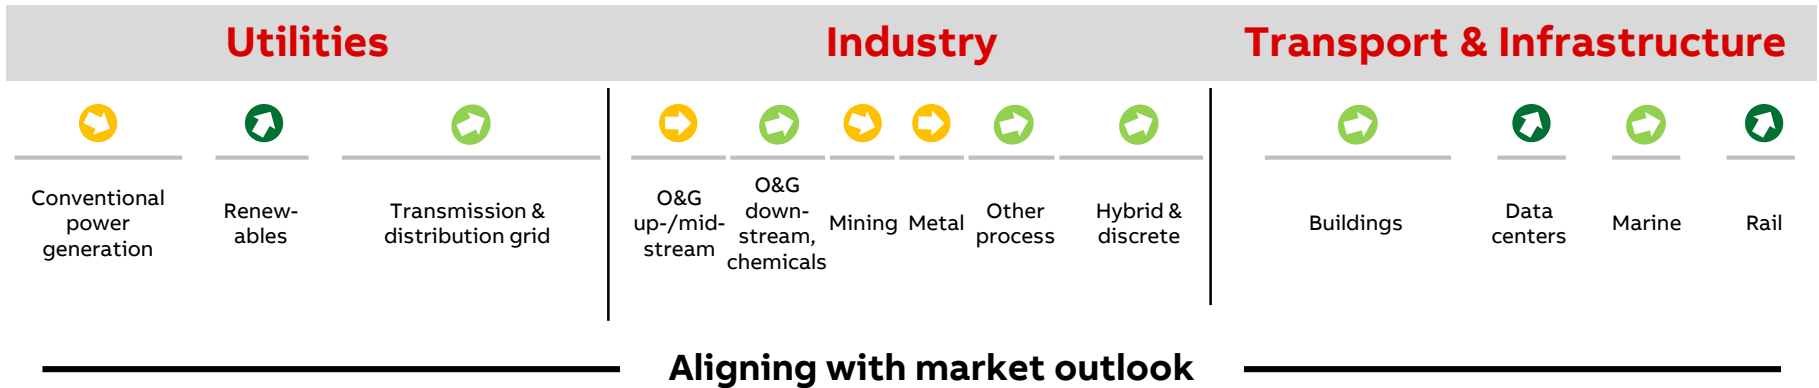 Utilities
Industry
Transport & Infrastructure
Conventional
power
generation
Renew-
ables
Transmission &
distribution grid
O&G
up-/mid-
stream
O&G
down-
stream,
chemicals
Mining
Metal
Other
process
Hybrid &
discrete
Buildings
Data
centers
Marine
Rail
Aligning with market outlook